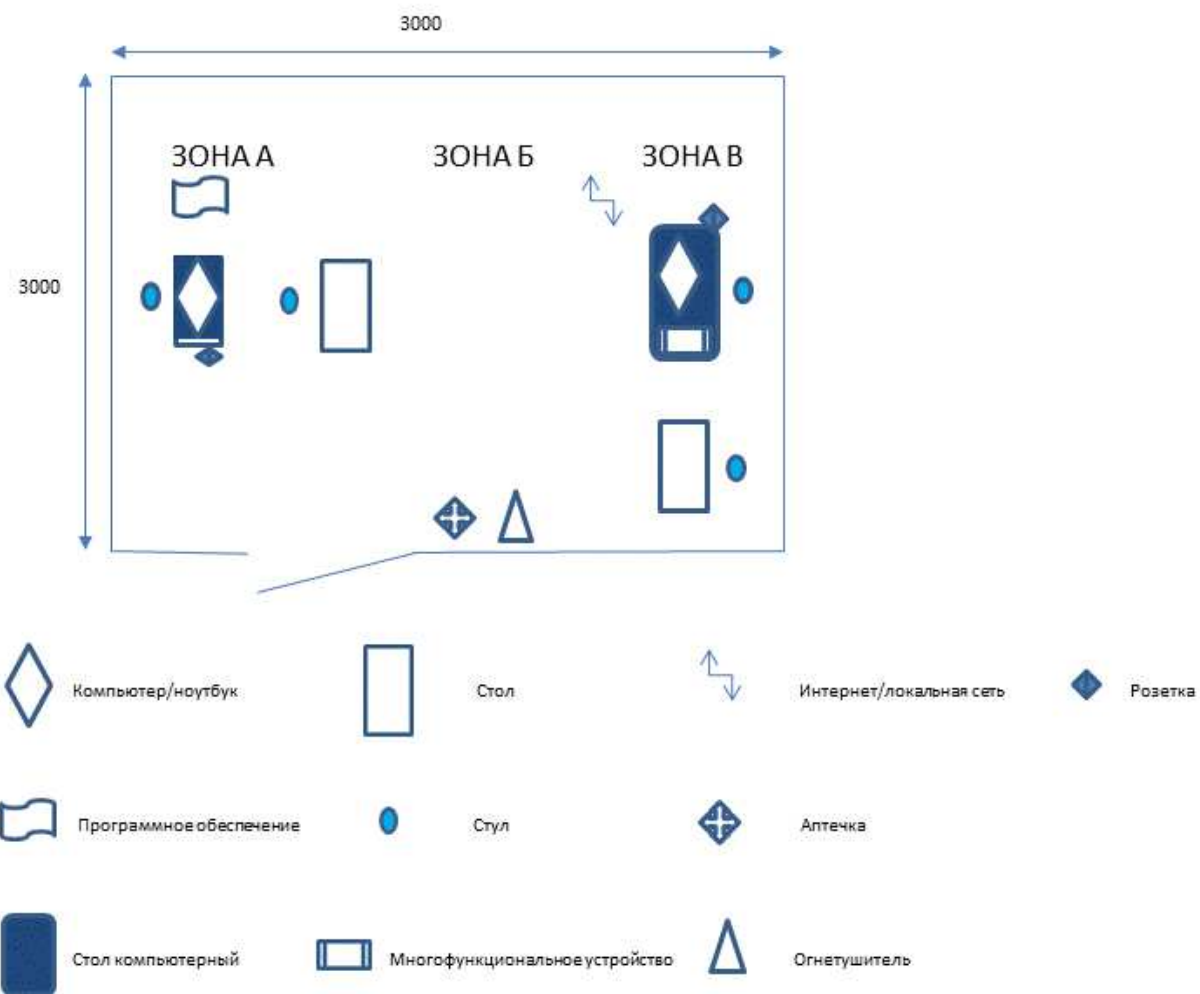 3000
ЗОНА А ЗОНА Б ЗОНА В
3000
Компьютер/ноутбук Стол Интернет/локальная сеть Розетка
Программное обеспечение Стул Аптечка
Стол компьютерный Многофункциональное устройство Огнетушитель